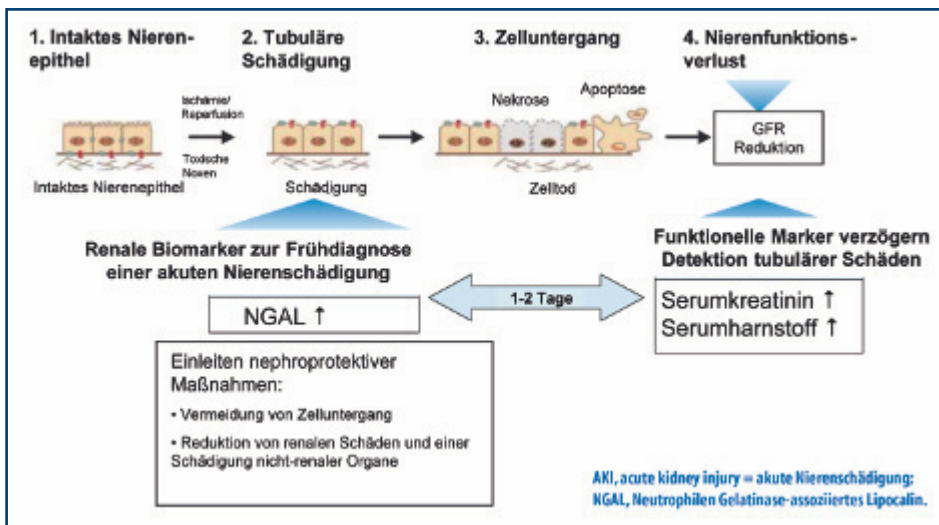 1. Intaktes Nieren-
epithel
2. Tubuläre
Schädigung
3. Zelluntergang
4. Nierenfunktions-
verlust
Ischämie/
Reperfusion
Toxische
Noxen
Nekrose
Apoptose
GFR
Reduktion
Intaktes Nierenepithel
Schädigung
Zelltod
Renale Biomarker zur Frühdiagnose
einer akuten Nierenschädigung
Funktionelle Marker verzögern
Detektion tubulärer Schäden
NGAL ↑
1-2 Tage
Serumkreatinin ↑
Serumharnstoff ↑
Einleiten nephroprotektiver
Maßnahmen:
• Vermeidung von Zelluntergang
• Reduktion von renalen Schäden und einer
Schädigung nicht-renaler Organe
AKI, acute kidney injury = akute Nierenschädigung;
NGAL, Neutrophilen Gelatinase-assoziiertes Lipocalin.